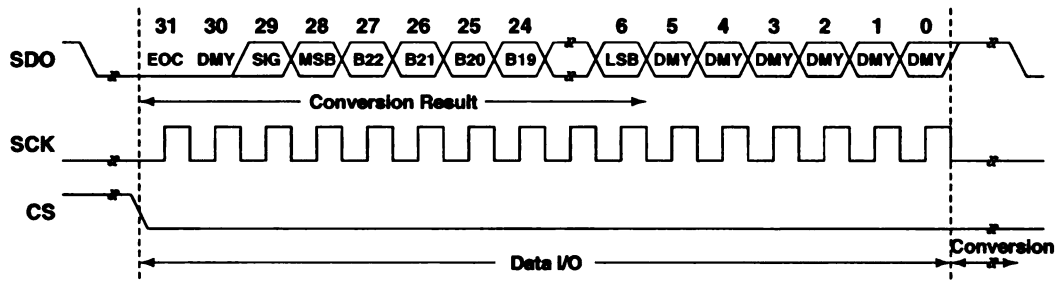 31 30 29 28 27 26 25 24 6 5 4 3 2 1 0
SDO EOC DMY SIG MSB B22 B21 B20 B19 LSB DMY DMY DMY DMY DMY DMY
Conversion Result
SCK
CS
Conversion
Data I/O